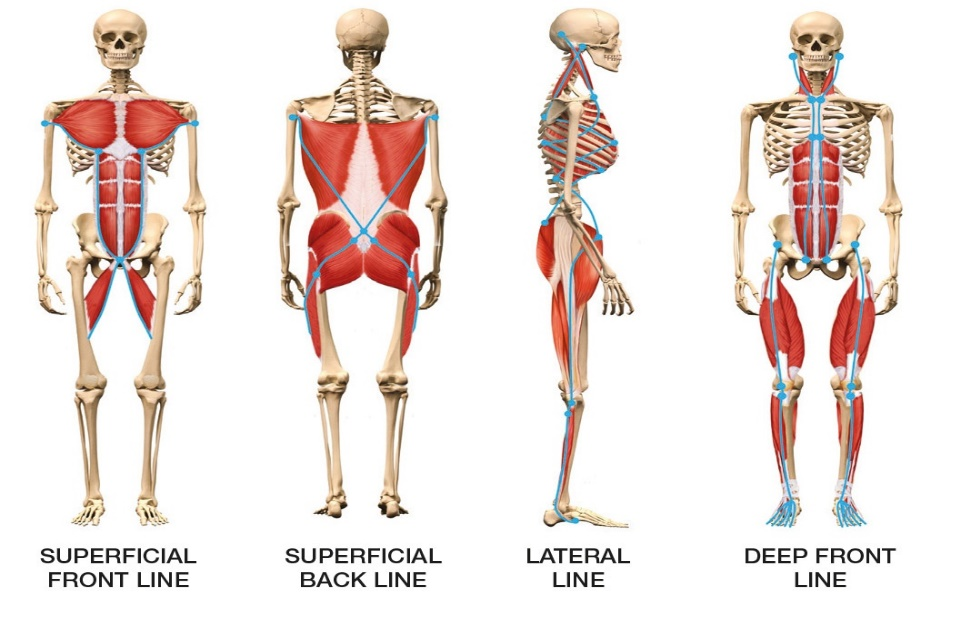 SUPERFICIAL
FRONT LINE
SUPERFICIAL
BACK LINE
LATERAL
LINE
DEEP FRONT
LINE